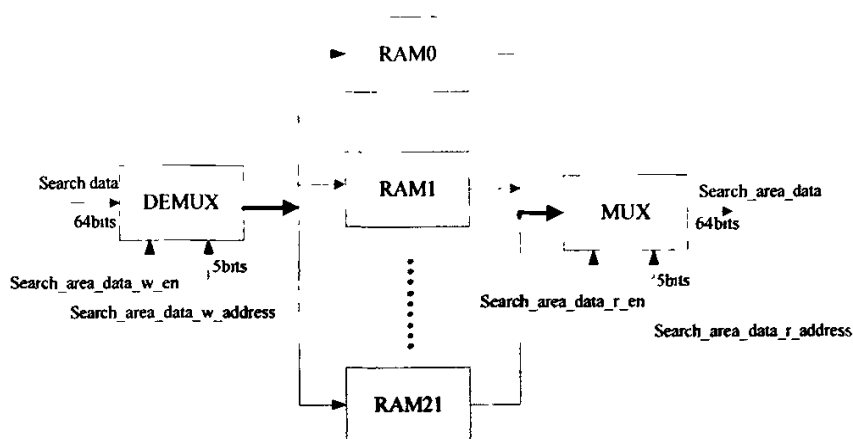 RAM0
Search data
64bits
DEMUX
5bits
Search_area_data_w_en
Search_area_data_w_address
RAM1
RAM21
MUX
Search_area_data
64bits
5bits
Search_area_data_r_en
Search_area_data_r_address